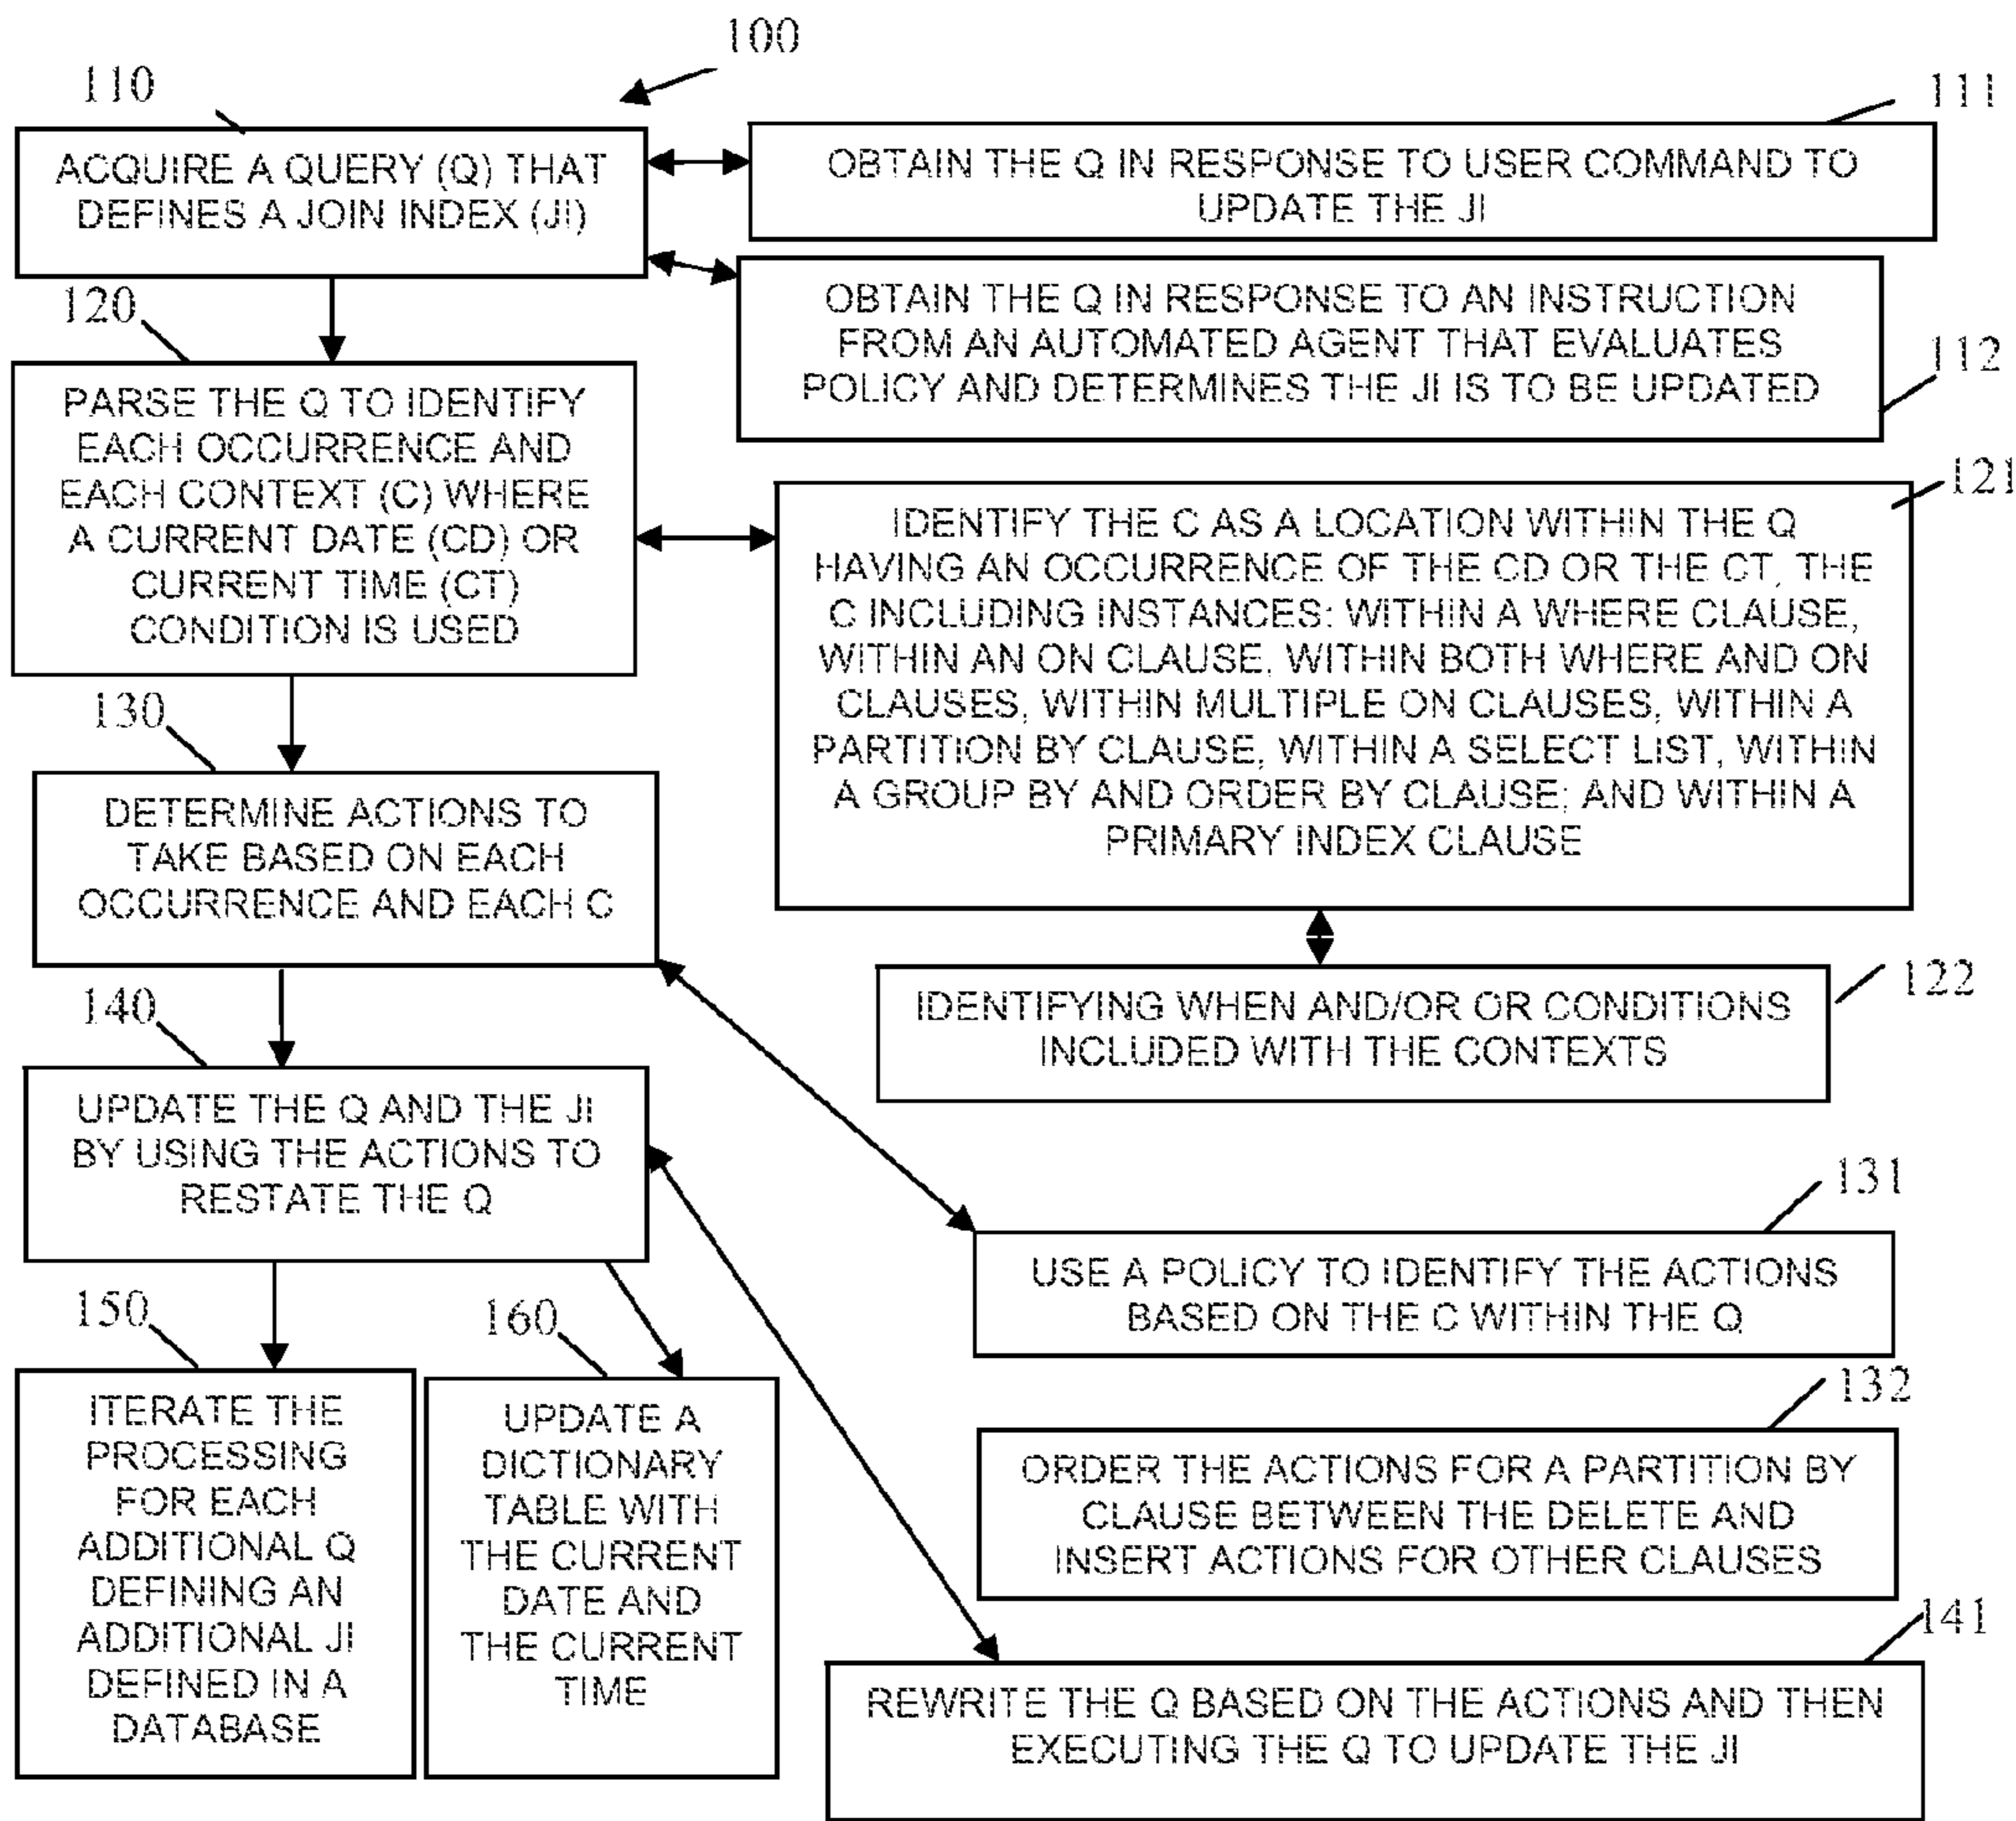 100
110
ACQUIRE A QUERY (Q) THAT
DEFINES A JOIN INDEX (JI)
111
OBTAIN THE Q IN RESPONSE TO USER COMMAND TO
UPDATE THE JI
112
OBTAIN THE Q IN RESPONSE TO AN INSTRUCTION
FROM AN AUTOMATED AGENT THAT EVALUATES
POLICY AND DETERMINES THE JI IS TO BE UPDATED
120
PARSE THE Q TO IDENTIFY
EACH OCCURRENCE AND
EACH CONTEXT (C) WHERE
A CURRENT DATE (CD) OR
CURRENT TIME (CT)
CONDITION IS USED
121
IDENTIFY THE C AS A LOCATION WITHIN THE Q
HAVING AN OCCURRENCE OF THE CD OR THE CT, THE
C INCLUDING INSTANCES: WITHIN A WHERE CLAUSE,
WITHIN AN ON CLAUSE, WITHIN BOTH WHERE AND ON
CLAUSES, WITHIN MULTIPLE ON CLAUSES, WITHIN A
PARTITION BY CLAUSE, WITHIN A SELECT LIST, WITHIN
A GROUP BY AND ORDER BY CLAUSE; AND WITHIN A
PRIMARY INDEX CLAUSE
130
DETERMINE ACTIONS TO
TAKE BASED ON EACH
OCCURRENCE AND EACH C
122
IDENTIFYING WHEN AND/OR OR CONDITIONS
INCLUDED WITH THE CONTEXTS
140
UPDATE THE Q AND THE JI
BY USING THE ACTIONS TO
RESTATE THE Q
131
USE A POLICY TO IDENTIFY THE ACTIONS
BASED ON THE C WITHIN THE Q
150
ITERATE THE
PROCESSING
FOR EACH
ADDITIONAL Q
DEFINING AN
ADDITIONAL JI
DEFINED IN A
DATABASE
160
UPDATE A
DICTIONARY
TABLE WITH
THE CURRENT
DATE AND
THE CURRENT
TIME
132
ORDER THE ACTIONS FOR A PARTITION BY
CLAUSE BETWEEN THE DELETE AND
INSERT ACTIONS FOR OTHER CLAUSES
141
REWRITE THE Q BASED ON THE ACTIONS AND THEN
EXECUTING THE Q TO UPDATE THE JI